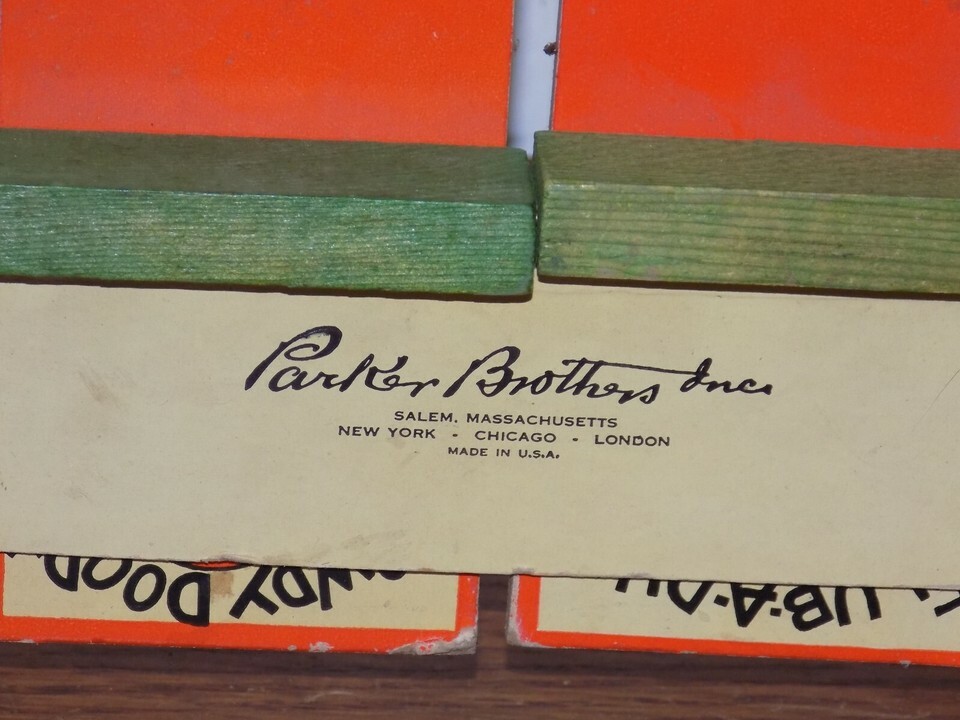 Parker Brothers Inc.
SALEM, MASSACHUSETTS
NEW YORK - CHICAGO - LONDON
MADE IN U.S.A.